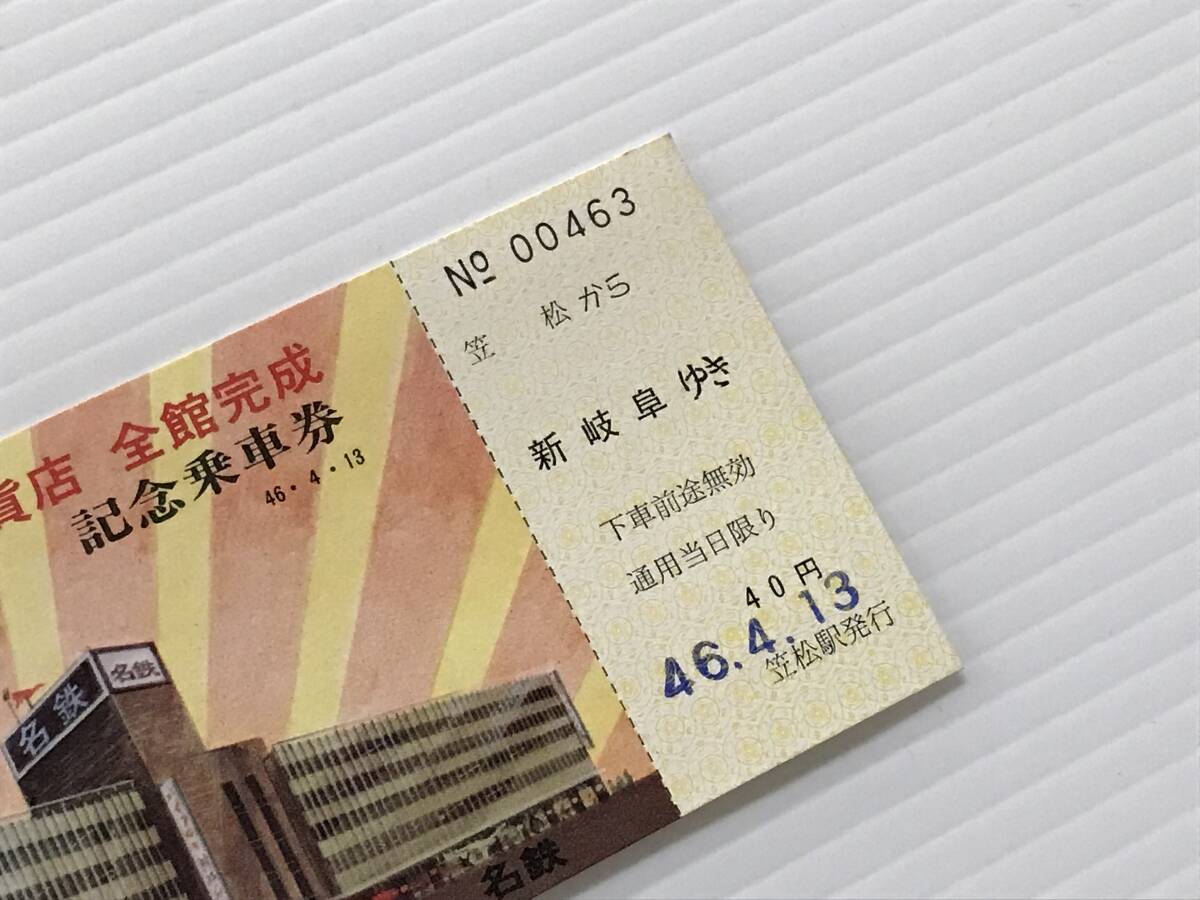 貨店 全館完成
記念乗車券
46・4・13
名鉄
名鉄
名鉄
№ 00463
笠 松から
新岐阜ゆき
下車前途無効
通用当日限り
40円
46.4.13
笠松駅発行